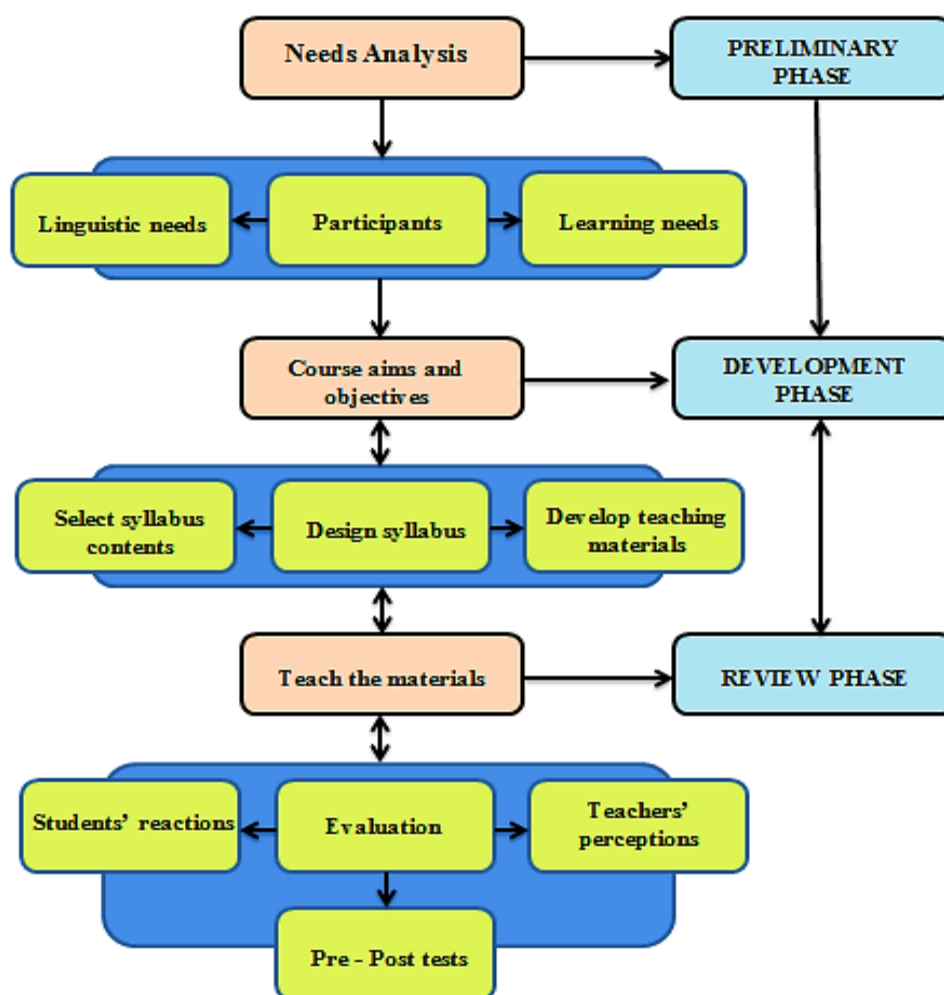 Needs Analysis
PRELIMINARY
PHASE
Linguistic needs
Participants
Learning needs
Course aims and
objectives
DEVELOPMENT
PHASE
Select syllabus
contents
Design syllabus
Develop teaching
materials
Teach the materials
REVIEW PHASE
Students’ reactions
Evaluation
Teachers’
perceptions
Pre - Post tests